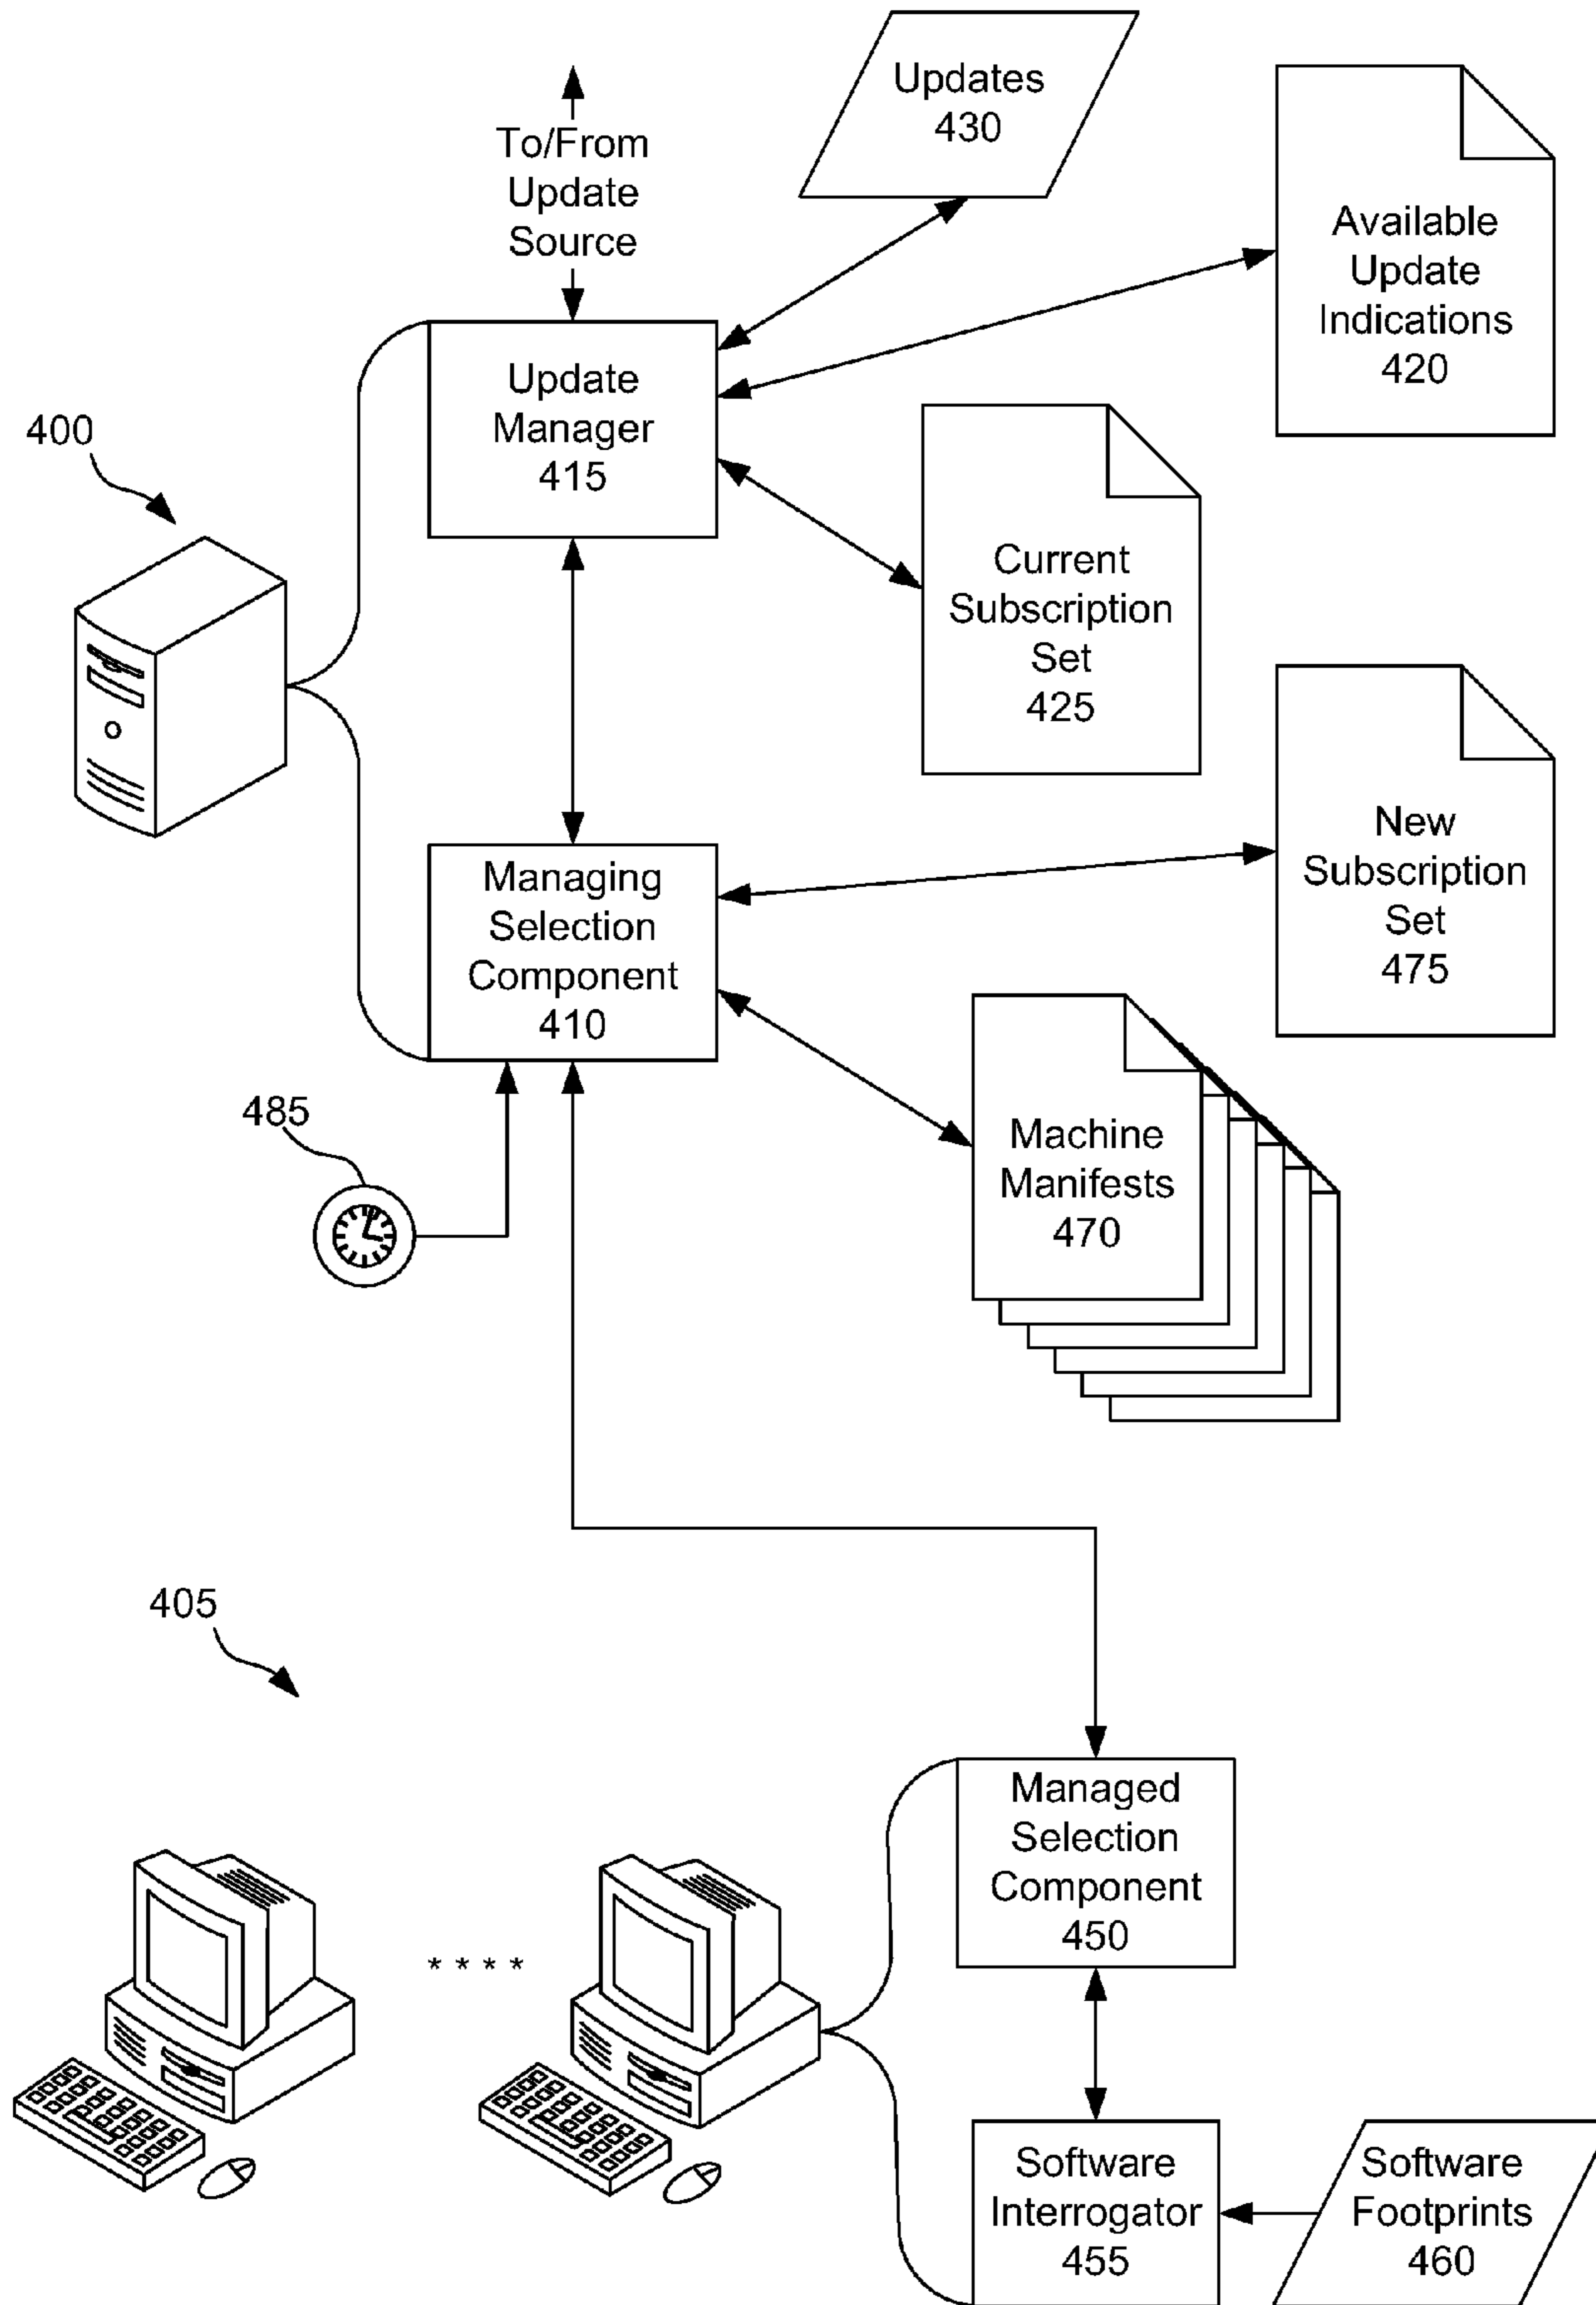 Updates
430
To/From
Update
Source
Available
Update
Indications
420
Update
Manager
415
400
Current
Subscription
Set
425
New
Subscription
Set
475
Managing
Selection
Component
410
485
Machine
Manifests
470
405
Managed
Selection
Component
450
* * * *
Software
Interrogator
455
Software
Footprints
460